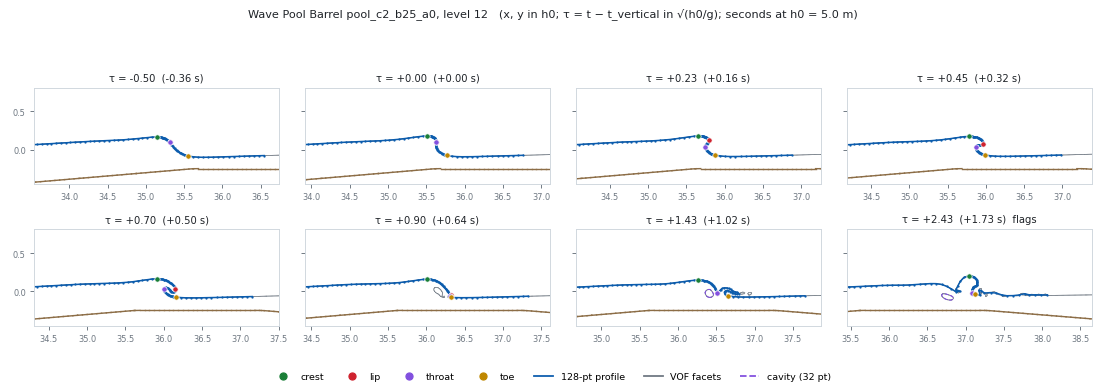 Wave Pool Barrel pool_c2_b25_a0, level 12 (x, y in h0; τ = t − t_vertical in √(h0/g); seconds at h0 = 5.0 m)
τ = -0.50 (-0.36 s)
τ = +0.00 (+0.00 s)
τ = +0.23 (+0.16 s)
τ = +0.45 (+0.32 s)
0.5
0.0
34.0 34.5 35.0 35.5 36.0 36.5
34.0 34.5 35.0 35.5 36.0 36.5 37.0
34.5 35.0 35.5 36.0 36.5 37.0
34.5 35.0 35.5 36.0 36.5 37.0
τ = +0.70 (+0.50 s)
τ = +0.90 (+0.64 s)
τ = +1.43 (+1.02 s)
τ = +2.43 (+1.73 s) flags
0.5
0.0
34.5 35.0 35.5 36.0 36.5 37.0 37.5
34.5 35.0 35.5 36.0 36.5 37.0 37.5
35.0 35.5 36.0 36.5 37.0 37.5
35.5 36.0 36.5 37.0 37.5 38.0 38.5
crest lip throat toe 128-pt profile VOF facets cavity (32 pt)